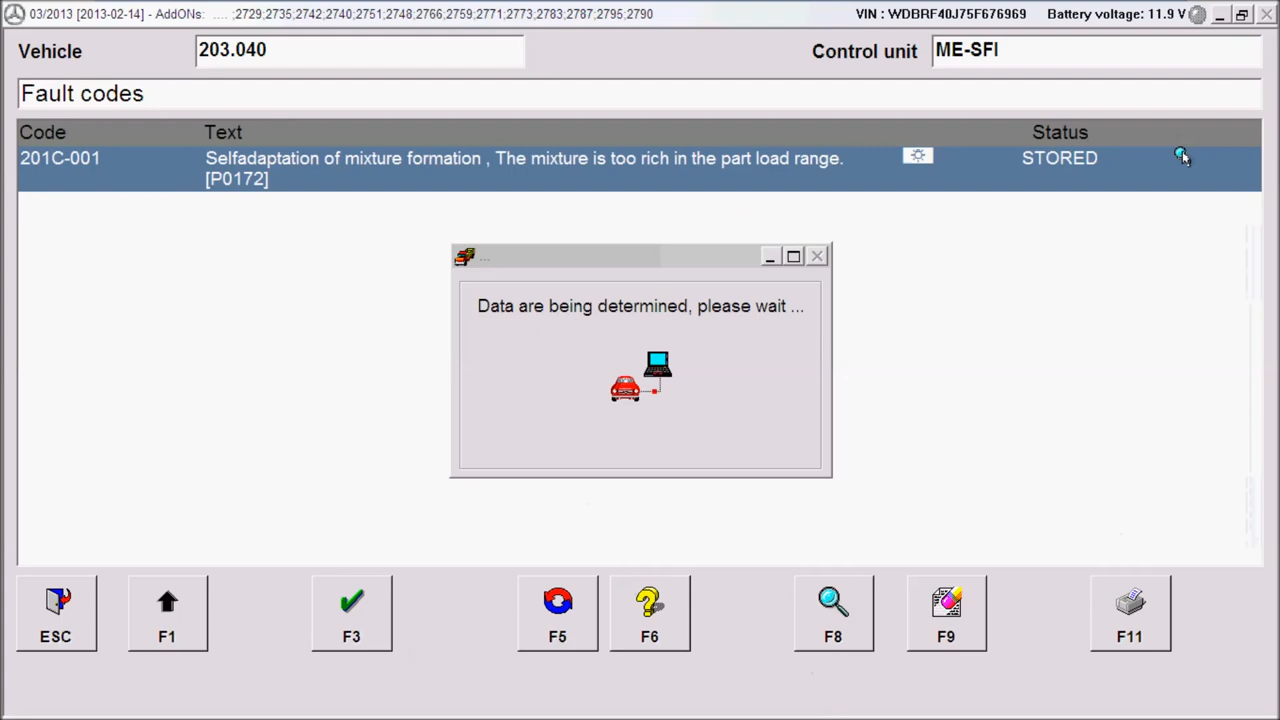 03/2013 [2013-02-14] - AddONs: ..... ;2729;2735;2742;2740;2751;2748;2766;2759;2771;2773;2783;2787;2795;2790 VIN : WDBRF40J75F676969 Battery voltage: 11.9 V
Vehicle 203.040 Control unit ME-SFI
Fault codes
Code Text Status
201C-001 Selfadaptation of mixture formation , The mixture is too rich in the part load range. STORED
[P0172]
...
Data are being determined, please wait ...
ESC F1 F3 F5 F6 F8 F9 F11